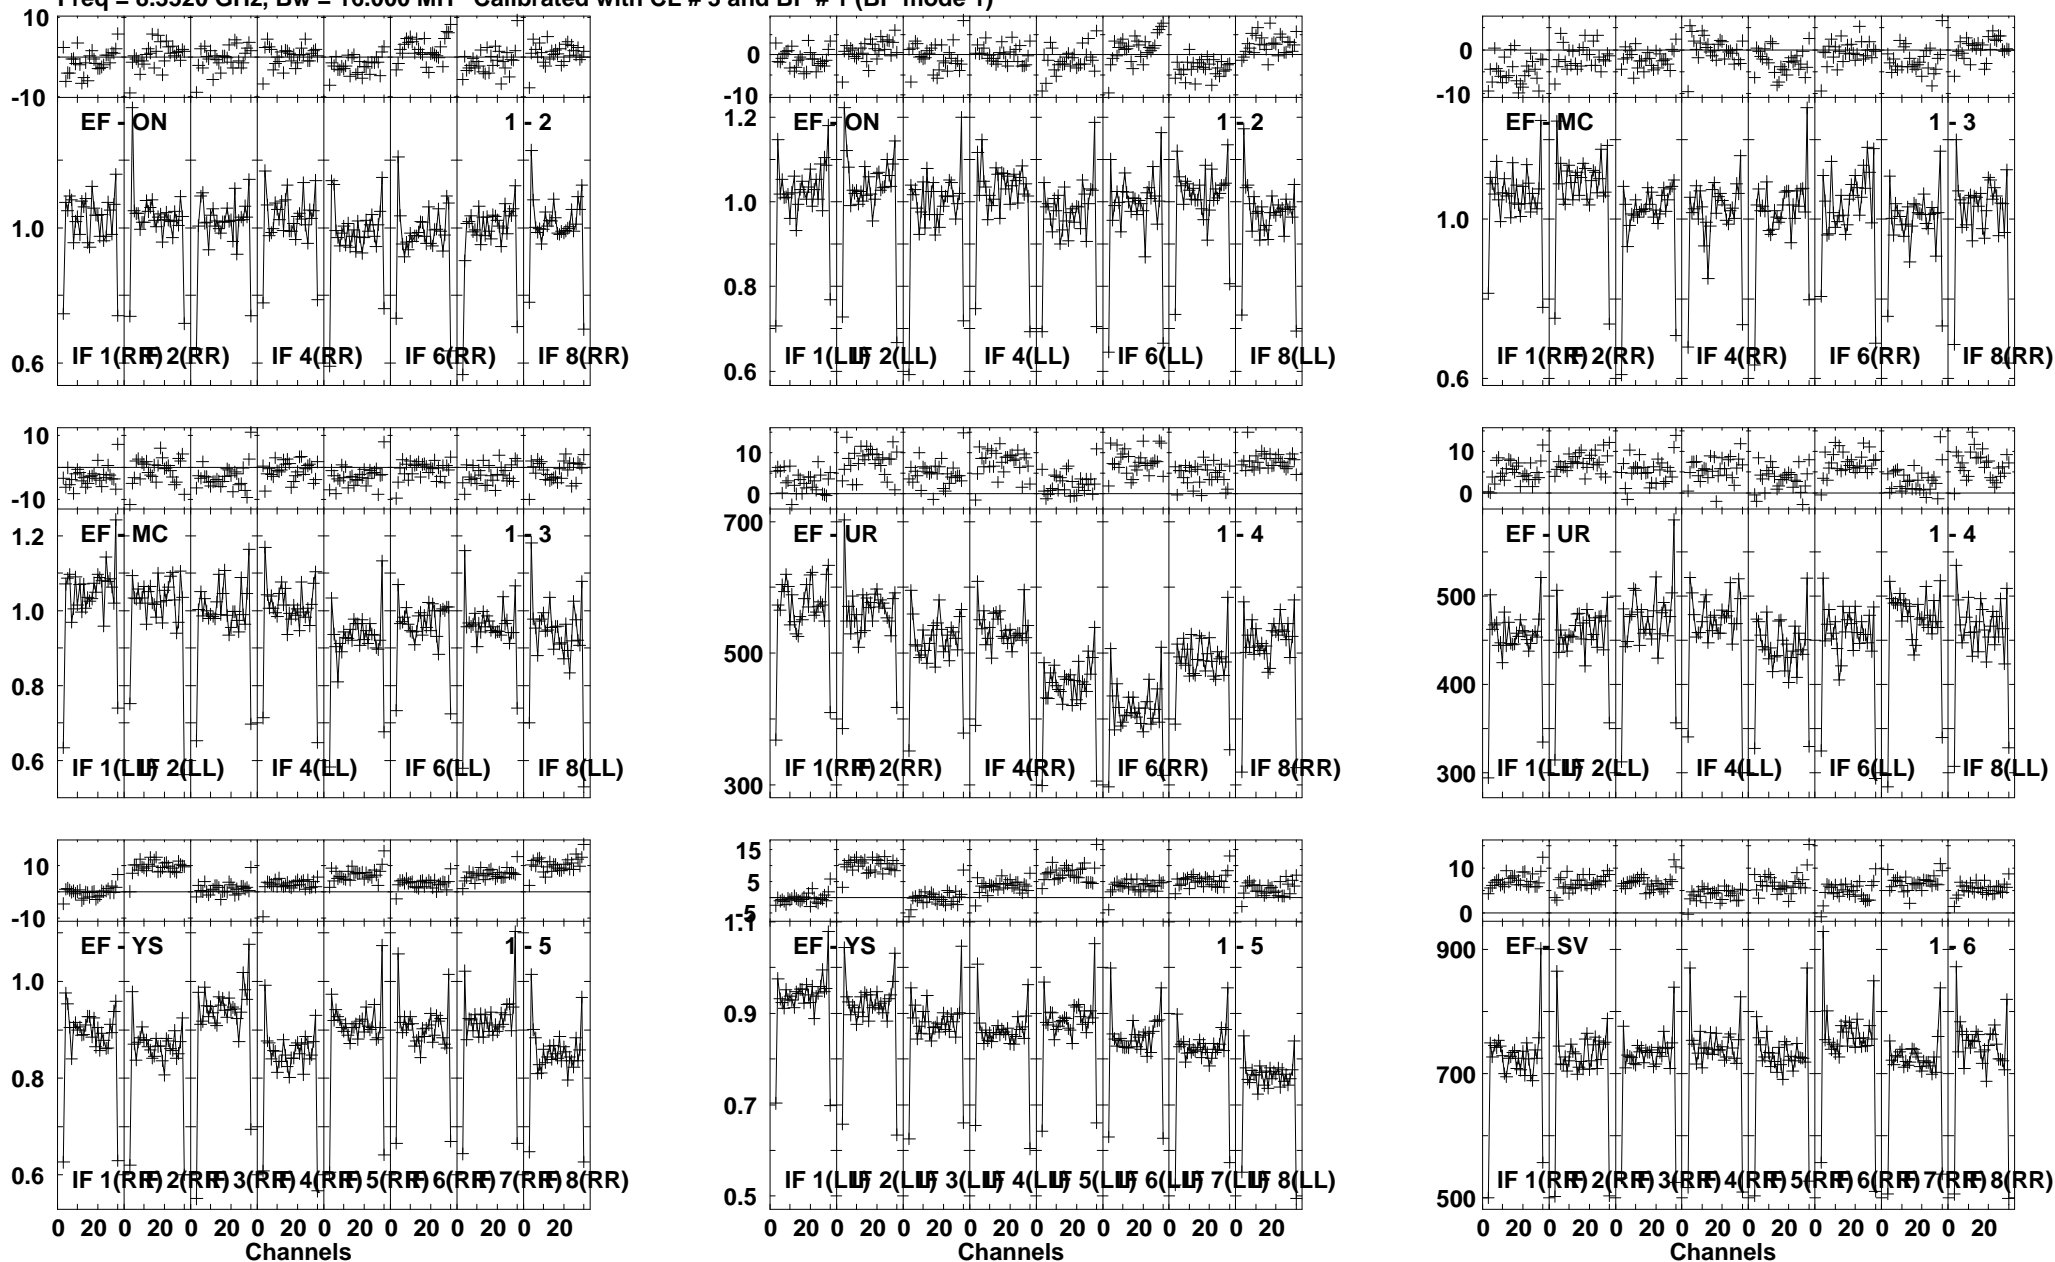 Freq = 8.3520 GHz, Bw = 16.000 MH Calibrated with CL # 3 and BP # 1 (BP mode 1)
10
-10
EF - ON 1 - 2
1.0
0.6
IF 1(RR) IF 2(RR) IF 4(RR) IF 6(RR) IF 8(RR)
10
0
-10
1.2
EF - ON 1 - 2
1.0
0.8
0.6
IF 1(LL) IF 2(LL) IF 4(LL) IF 6(LL) IF 8(LL)
0
-10
EF - MC 1 - 3
1.0
0.6
IF 1(RR) IF 2(RR) IF 4(RR) IF 6(RR) IF 8(RR)
10
-10
1.2
EF - MC 1 - 3
1.0
0.8
0.6
IF 1(LL) IF 2(LL) IF 4(LL) IF 6(LL) IF 8(LL)
10
0
700
EF - UR 1 - 4
500
300
IF 1(RR) IF 2(RR) IF 4(RR) IF 6(RR) IF 8(RR)
10
0
EF - UR 1 - 4
500
400
300
IF 1(LL) IF 2(LL) IF 4(LL) IF 6(LL) IF 8(LL)
10
-10
EF - YS 1 - 5
1.0
0.8
0.6
IF 1(RR) IF 2(RR) IF 3(RR) IF 4(RR) IF 5(RR) IF 6(RR) IF 7(RR) IF 8(RR)
0 20 0 20 0 20 0 20 0 20 0 20 0 20 0 20
Channels
15
5
-5
1.1
EF - YS 1 - 5
0.9
0.7
0.5
IF 1(LL) IF 2(LL) IF 3(LL) IF 4(LL) IF 5(LL) IF 6(LL) IF 7(LL) IF 8(LL)
0 20 0 20 0 20 0 20 0 20 0 20 0 20 0 20
Channels
10
0
900
EF - SV 1 - 6
700
500
IF 1(RR) IF 2(RR) IF 3(RR) IF 4(RR) IF 5(RR) IF 6(RR) IF 7(RR) IF 8(RR)
0 20 0 20 0 20 0 20 0 20 0 20 0 20 0 20
Channels